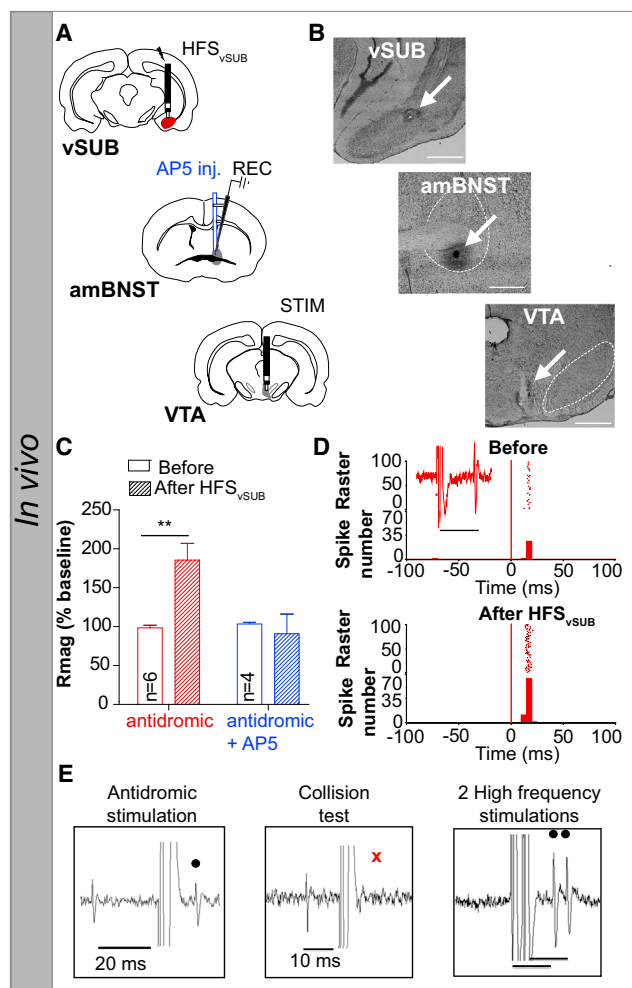 In vivo
A
HFSvSUB
vSUB
AP5 inj.
REC
amBNST
STIM
VTA
B
vSUB
amBNST
VTA
C
Before
After HFSvSUB
Rmag (% baseline)
250
200
150
100
50
0
**
n=6
n=4
antidromic
antidromic
+ AP5
D
Before
Spike Raster
number
100
50
0
70
35
0
-100
-50
0
50
100
Time (ms)
After HFSvSUB
Spike Raster
number
100
50
0
70
35
0
-100
-50
0
50
100
Time (ms)
E
Antidromic
stimulation
20 ms
Collision
test
x
10 ms
2 High frequency
stimulations